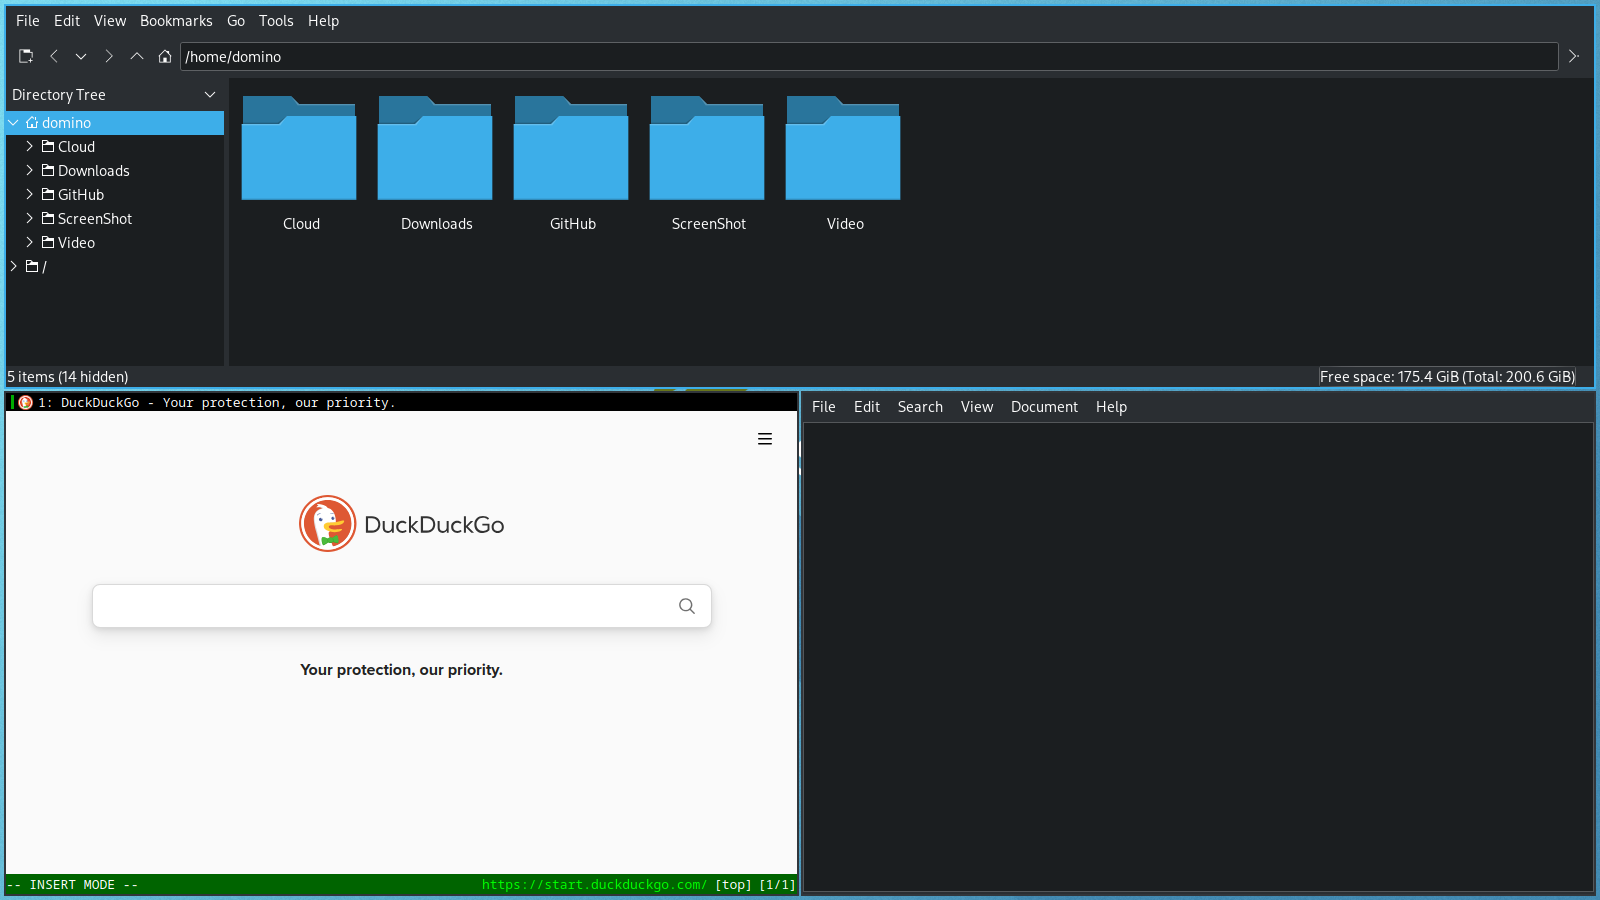 File Edit View Bookmarks Go Tools Help
/home/domino
Directory Tree
domino
Cloud
Downloads
GitHub
ScreenShot
Video
/
Cloud Downloads GitHub ScreenShot Video
5 items (14 hidden)
Free space: 175.4 GiB (Total: 200.6 GiB)
1: DuckDuckGo - Your protection, our priority.
DuckDuckGo
Your protection, our priority.
-- INSERT MODE -- https://start.duckduckgo.com/ [top] [1/1]
File Edit Search View Document Help